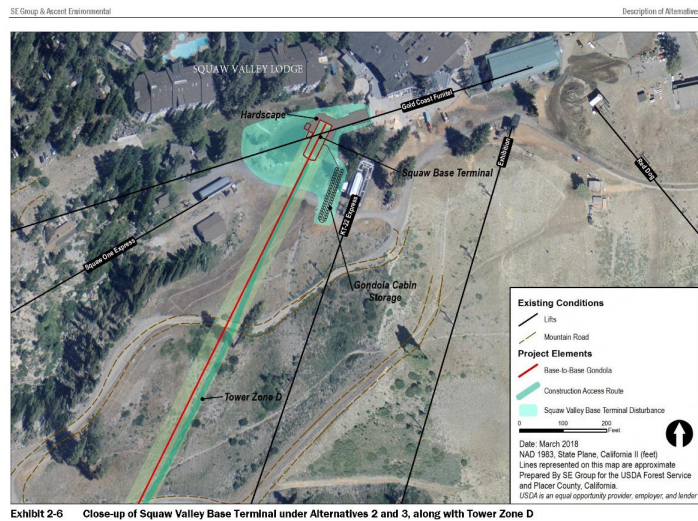 SE Group & Ascent Environmental
Description of Alternatives
SQUAW VALLEY LODGE
Hardscape
Gold Coast Funitel
Squaw Base Terminal
Exhibition
Red Dog
KT-22 Express
Squaw One Express
Gondola Cabin
Storage
Tower Zone D
Existing Conditions
Lifts
Mountain Road
Project Elements
Base-to-Base Gondola
Construction Access Route
Squaw Valley Base Terminal Disturbance
0 100 200
Feet
Date: March 2018
NAD 1983, State Plane, California II (feet)
Lines represented on this map are approximate
Prepared By SE Group for the USDA Forest Service
and Placer County, California.
USDA is an equal opportunity provider, employer, and lender
Exhibit 2-6 Close-up of Squaw Valley Base Terminal under Alternatives 2 and 3, along with Tower Zone D